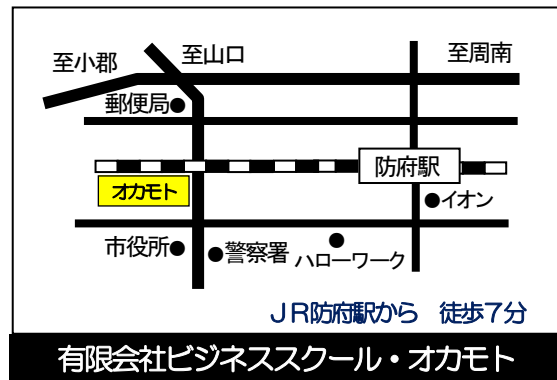 至小郡
至山口
至周南
郵便局
防府駅
オカモト
イオン
市役所
警察署
ハローワーク
JR防府駅から 徒歩7分
有限会社ビジネススクール・オカモト